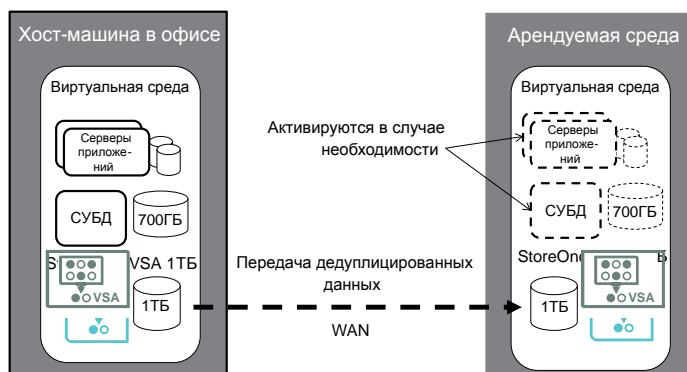 Хост-машина в офисе
Виртуальная среда
Серверы
приложе-
ний
СУБД
700ГБ
VSA 1ТБ
VSA
1ТБ
Активируются в случае
необходимости
Передача дедуплицированных
данных
WAN
Арендуемая среда
Виртуальная среда
Серверы
приложе-
ний
СУБД
700ГБ
1ТБ
VSA